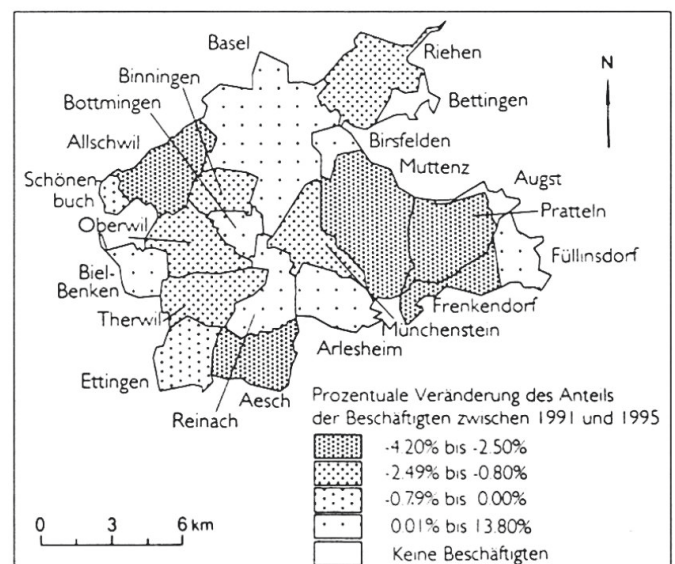 Basel
Riehen
Binningen
N
Bottmingen
Bettingen
Allschwil
Birsfelden
Muttenz
Augst
Schönen-
buch
Pratteln
Oberwil
Füllinsdorf
Biel-
Benken
Frenkendorf
Therwil
Münchenstein
Arlesheim
Ettingen
Aesch
Reinach
Prozentuale Veränderung des Anteils
der Beschäftigten zwischen 1991 und 1995
-4.20% bis -2.50%
-2.49% bis -0.80%
-0.79% bis 0.00%
0.01% bis 13.80%
Keine Beschäftigten
0 3 6 km